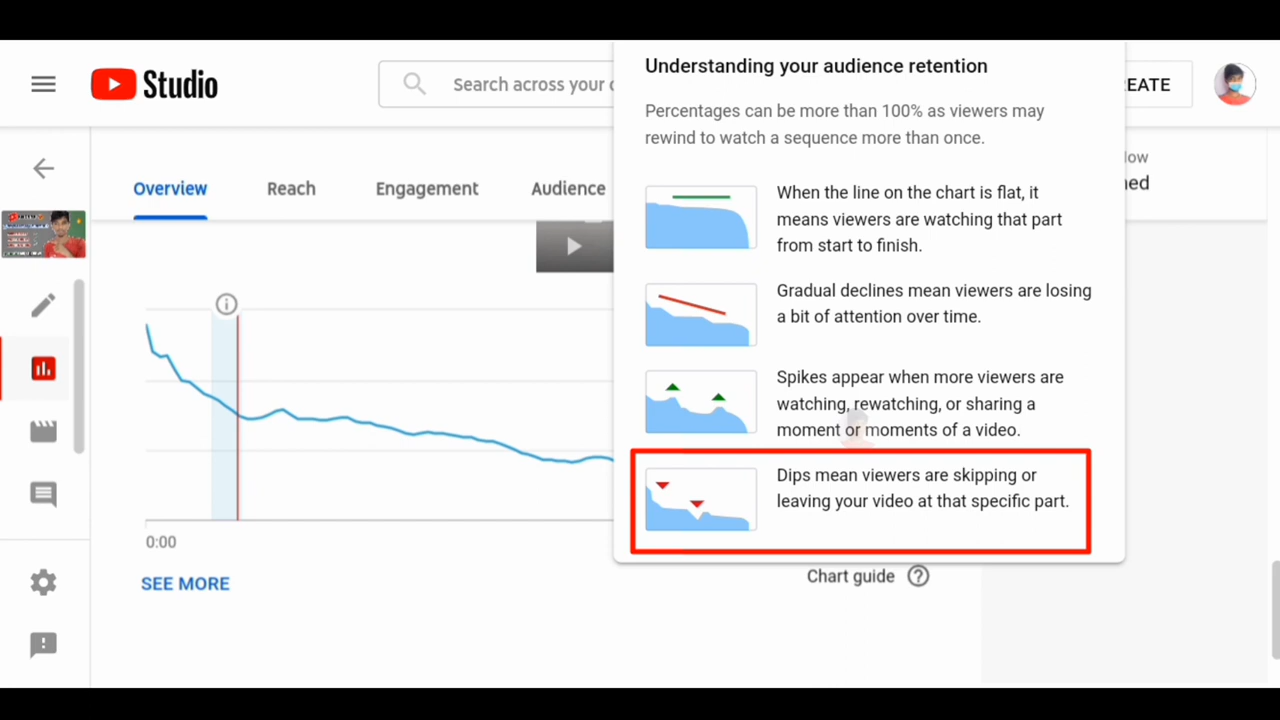 Studio
Search across your
EATE
Understanding your audience retention
Percentages can be more than 100% as viewers may
rewind to watch a sequence more than once.
When the line on the chart is flat, it
means viewers are watching that part
from start to finish.
Gradual declines mean viewers are losing
a bit of attention over time.
Spikes appear when more viewers are
watching, rewatching, or sharing a
moment or moments of a video.
Dips mean viewers are skipping or
leaving your video at that specific part.
Overview
Reach
Engagement
Audience
low
ned
0:00
SEE MORE
Chart guide